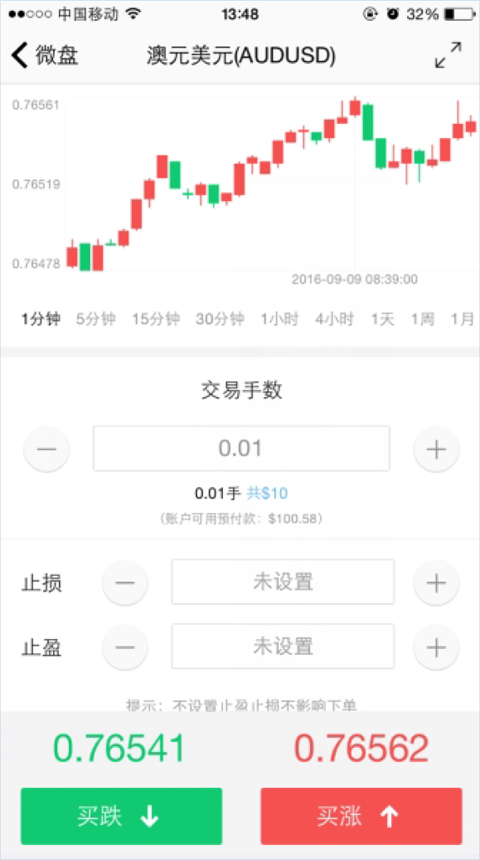 中国移动 13:48 32%
微盘 澳元美元(AUDUSD)
0.76561
0.76519
0.76478
2016-09-09 08:39:00
1分钟 5分钟 15分钟 30分钟 1小时 4小时 1天 1周 1月
交易手数
0.01
0.01手 共$10
(账户可用预付款：$100.58)
止损 未设置
止盈 未设置
提示：不设置止盈止损不影响下单
0.76541 0.76562
买跌 买涨